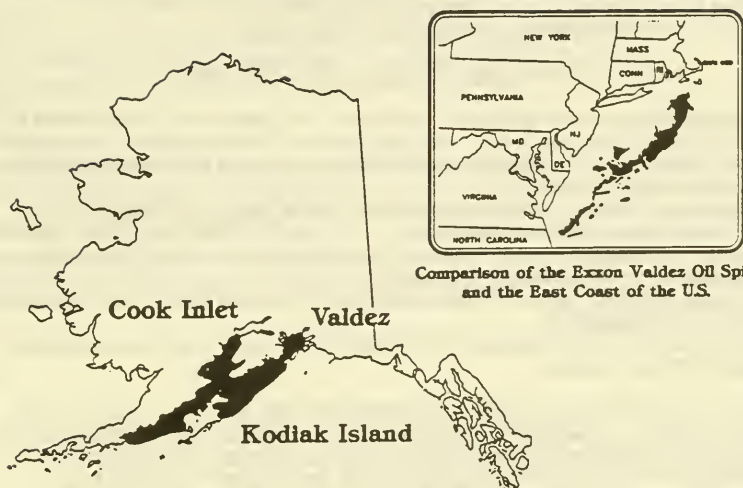 NEW YORK
MASS
CONN
RI
PENNSYLVANIA
NJ
MD
DE
VIRGINIA
NORTH CAROLINA
Comparison of the Exxon Valdez Oil Spi
and the East Coast of the U.S.
Cook Inlet
Valdez
Kodiak Island